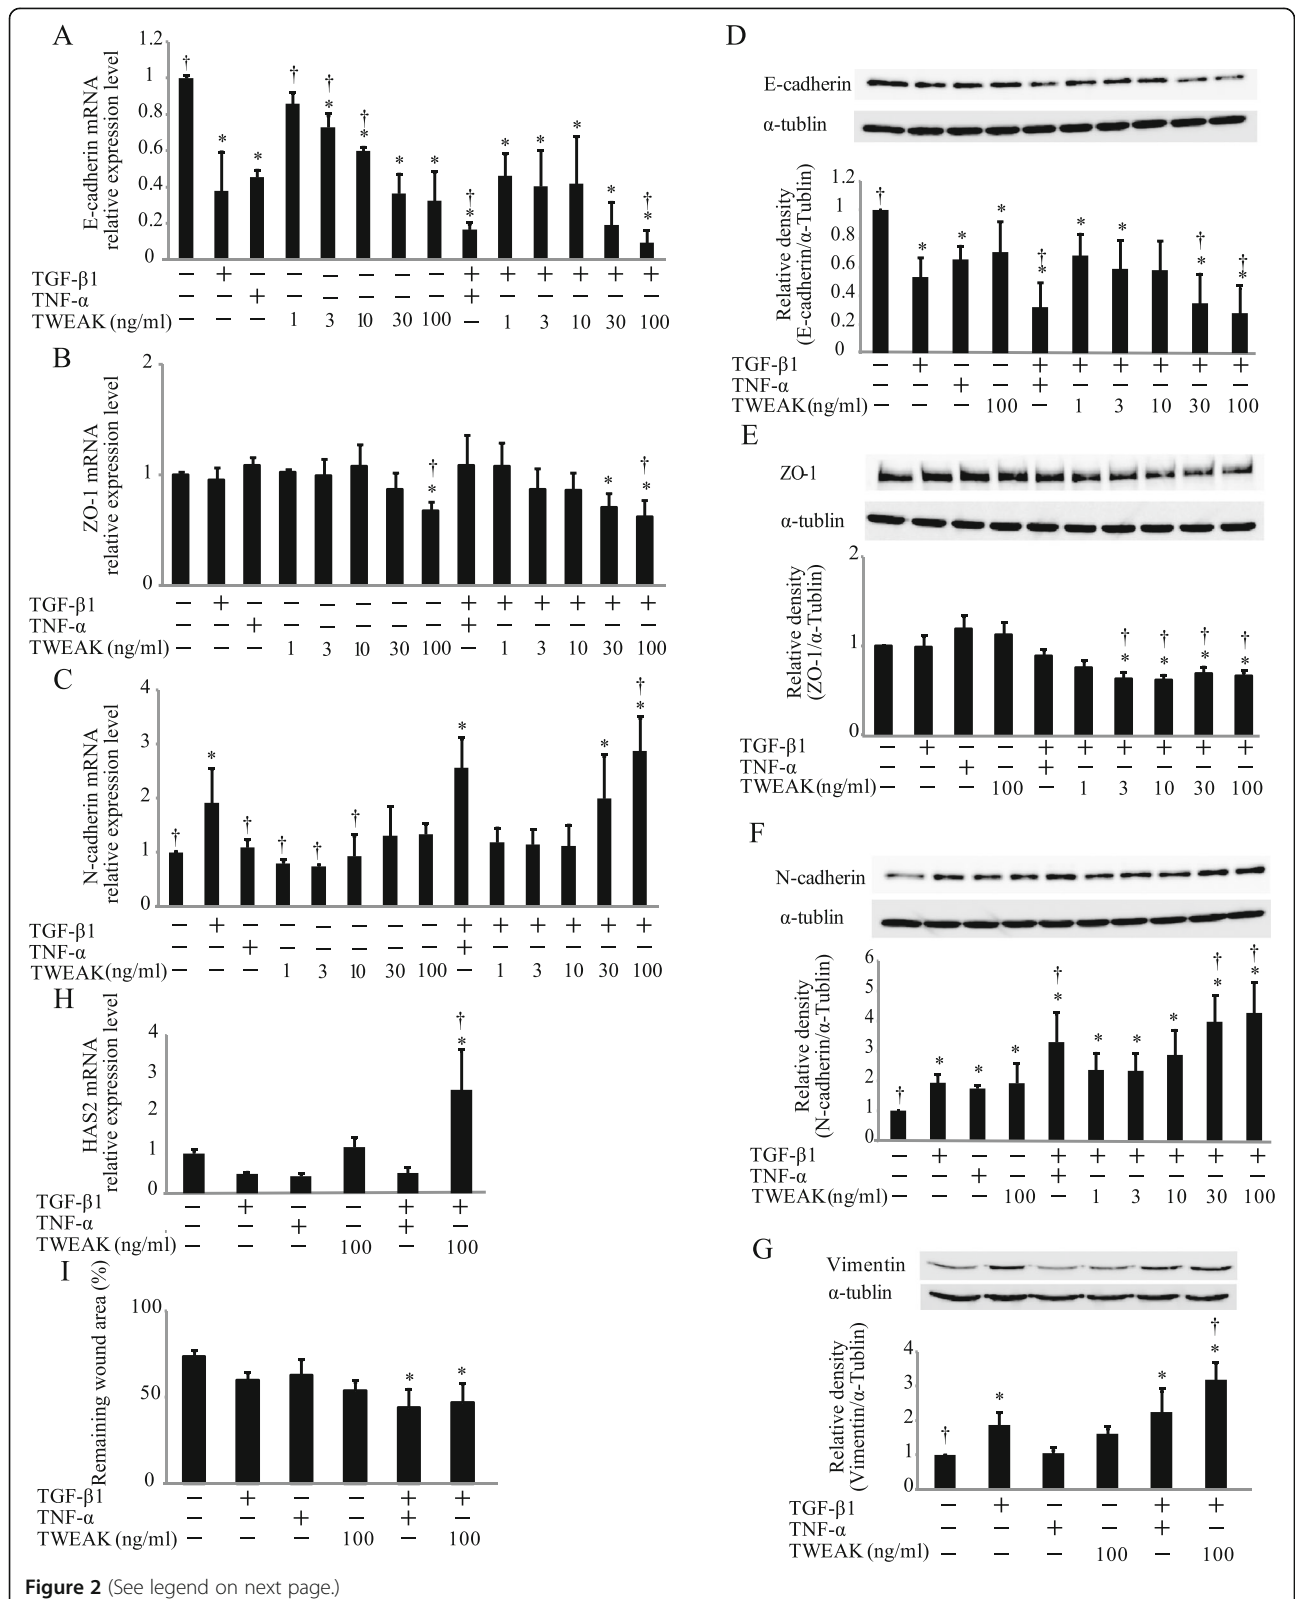 A
E-cadherin mRNA
relative expression level
1.2
1
0.8
0.6
0.4
0.2
0
† * * † † * † * * * † * * * * * † *
TGF-β1 − + − − − − − − + + + + + +
TNF-α − − + − − − − − + − − − − −
TWEAK (ng/ml) − − − 1 3 10 30 100 − 1 3 10 30 100
B
ZO-1 mRNA
relative expression level
2
1
0
† * * † *
TGF-β1 − + − − − − − − + + + + + +
TNF-α − − + − − − − − + − − − − −
TWEAK (ng/ml) − − − 1 3 10 30 100 − 1 3 10 30 100
C
N-cadherin mRNA
relative expression level
4
3
2
1
0
† * † † † † * * † *
TGF-β1 − + − − − − − − + + + + + +
TNF-α − − + − − − − − + − − − − −
TWEAK (ng/ml) − − − 1 3 10 30 100 − 1 3 10 30 100
H
HAS2 mRNA
relative expression level
4
3
2
1
0
† *
TGF-β1 − + − − + +
TNF-α − − + − + −
TWEAK (ng/ml) − − − 100 − 100
I
Remaining wound area (%)
100
50
0
* *
TGF-β1 − + − − + +
TNF-α − − + − + −
TWEAK (ng/ml) − − − 100 − 100
D
E-cadherin
α-tublin
Relative density
(E-cadherin/α-Tublin)
1.2
1
0.8
0.6
0.4
0.2
0
† * * * † * * * † * † *
TGF-β1 − + − − + + + + + +
TNF-α − − + − + − − − − −
TWEAK (ng/ml) − − − 100 − 1 3 10 30 100
E
ZO-1
α-tublin
Relative density
(ZO-1/α-Tublin)
2
1
0
† * † * † * † *
TGF-β1 − + − − + + + + + +
TNF-α − − + − + − − − − −
TWEAK (ng/ml) − − − 100 − 1 3 10 30 100
F
N-cadherin
α-tublin
Relative density
(N-cadherin/α-Tublin)
6
5
4
3
2
1
0
† * * * † * * * * † * † *
TGF-β1 − + − − + + + + + +
TNF-α − − + − + − − − − −
TWEAK (ng/ml) − − − 100 − 1 3 10 30 100
G
Vimentin
α-tublin
Relative density
(Vimentin/α-Tublin)
4
3
2
1
0
† * * † *
TGF-β1 − + − − + +
TNF-α − − + − + −
TWEAK (ng/ml) − − − 100 − 100
Figure 2 (See legend on next page.)